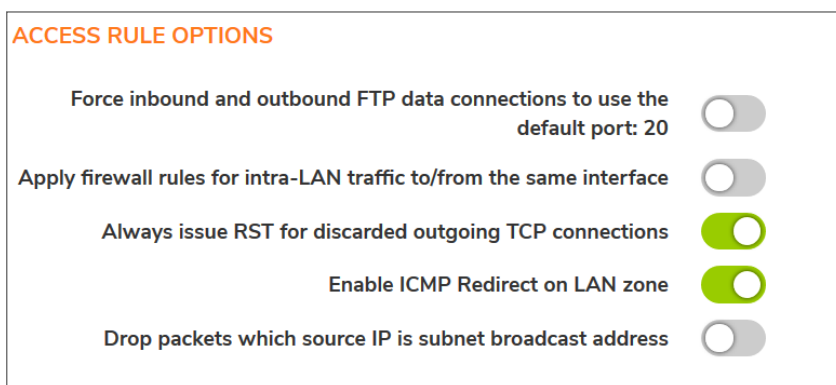 ACCESS RULE OPTIONS
Force inbound and outbound FTP data connections to use the
default port: 20
Apply firewall rules for intra-LAN traffic to/from the same interface
Always issue RST for discarded outgoing TCP connections
Enable ICMP Redirect on LAN zone
Drop packets which source IP is subnet broadcast address